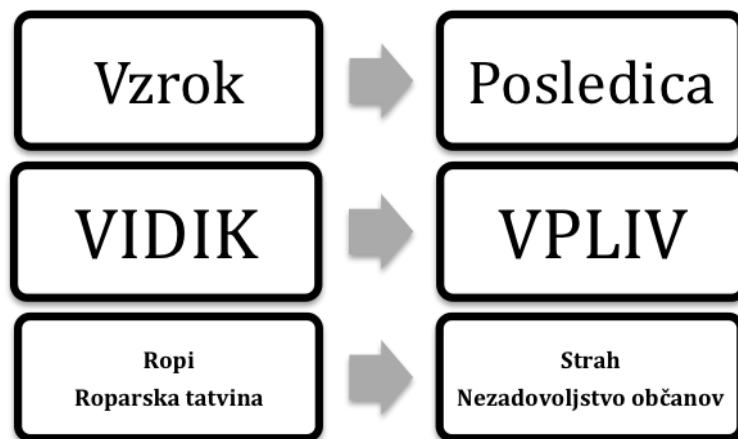 Vzrok
Posledica
VIDIK
VPLIV
Ropi
Roparska tatvina
Strah
Nezadovoljstvo občanov